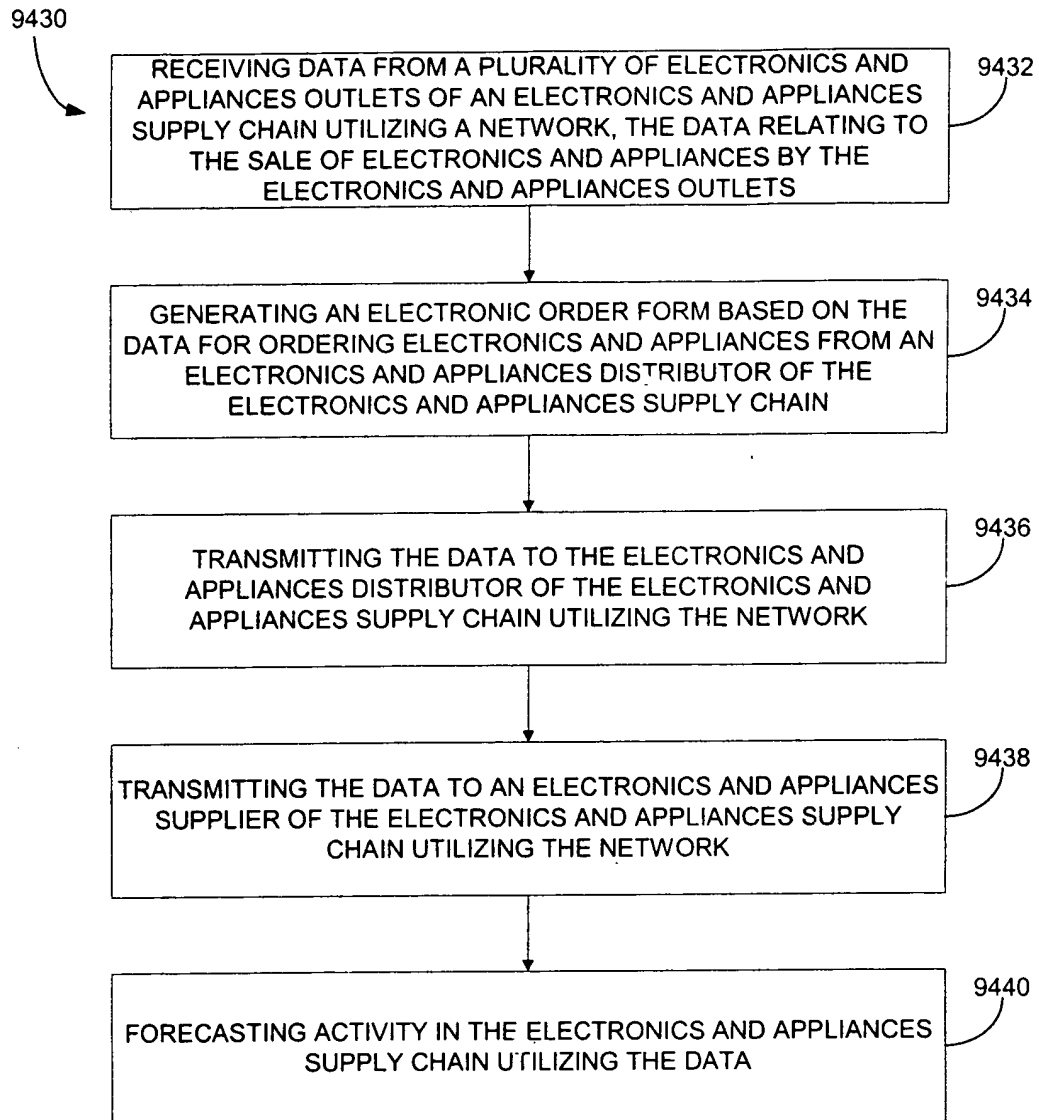 9430
RECEIVING DATA FROM A PLURALITY OF ELECTRONICS AND
APPLIANCES OUTLETS OF AN ELECTRONICS AND APPLIANCES
SUPPLY CHAIN UTILIZING A NETWORK, THE DATA RELATING TO
THE SALE OF ELECTRONICS AND APPLIANCES BY THE
ELECTRONICS AND APPLIANCES OUTLETS
9432
GENERATING AN ELECTRONIC ORDER FORM BASED ON THE
DATA FOR ORDERING ELECTRONICS AND APPLIANCES FROM AN
ELECTRONICS AND APPLIANCES DISTRIBUTOR OF THE
ELECTRONICS AND APPLIANCES SUPPLY CHAIN
9434
TRANSMITTING THE DATA TO THE ELECTRONICS AND
APPLIANCES DISTRIBUTOR OF THE ELECTRONICS AND
APPLIANCES SUPPLY CHAIN UTILIZING THE NETWORK
9436
TRANSMITTING THE DATA TO AN ELECTRONICS AND APPLIANCES
SUPPLIER OF THE ELECTRONICS AND APPLIANCES SUPPLY
CHAIN UTILIZING THE NETWORK
9438
FORECASTING ACTIVITY IN THE ELECTRONICS AND APPLIANCES
SUPPLY CHAIN UTILIZING THE DATA
9440